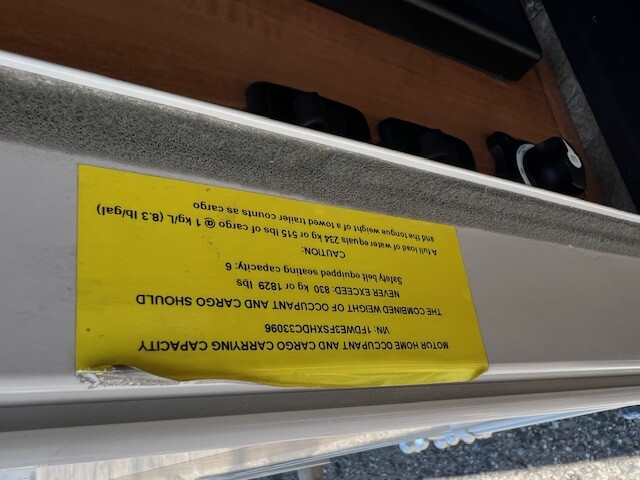 MOTOR HOME OCCUPANT AND CARGO CARRYING CAPACITY
VIN: 1FDWE3FSXHDC33096
THE COMBINED WEIGHT OF OCCUPANT AND CARGO SHOULD
NEVER EXCEED: 830 kg or 1829 lbs
Safety belt equipped seating capacity: 6
CAUTION:
A full load of water equals 234 kg or 515 lbs of cargo @ 1 kg/L (8.3 lb/gal)
and the tongue weight of a towed trailer counts as cargo